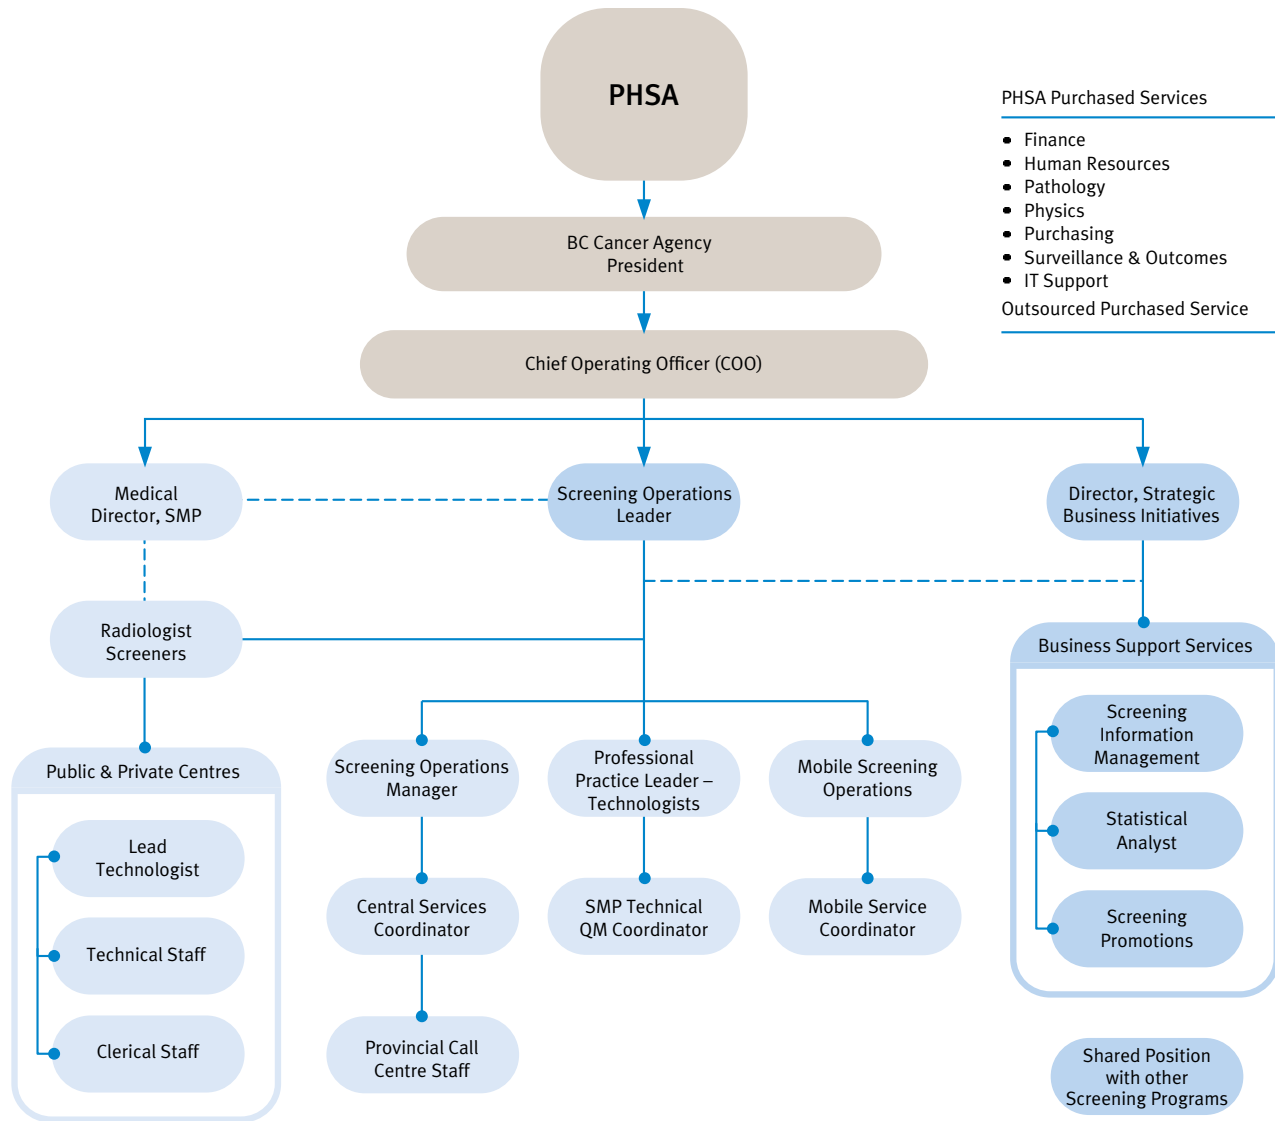 PHSA
PHSA Purchased Services
• Finance
• Human Resources
• Pathology
• Physics
• Purchasing
• Surveillance & Outcomes
• IT Support
Outsourced Purchased Service
BC Cancer Agency
President
Chief Operating Officer (COO)
Medical
Director, SMP
Screening Operations
Leader
Director, Strategic
Business Initiatives
Radiologist
Screeners
Public & Private Centres
Lead
Technologist
Technical Staff
Clerical Staff
Screening Operations
Manager
Central Services
Coordinator
Provincial Call
Centre Staff
Professional
Practice Leader –
Technologists
SMP Technical
QM Coordinator
Mobile Screening
Operations
Mobile Service
Coordinator
Business Support Services
Screening
Information
Management
Statistical
Analyst
Screening
Promotions
Shared Position
with other
Screening Programs